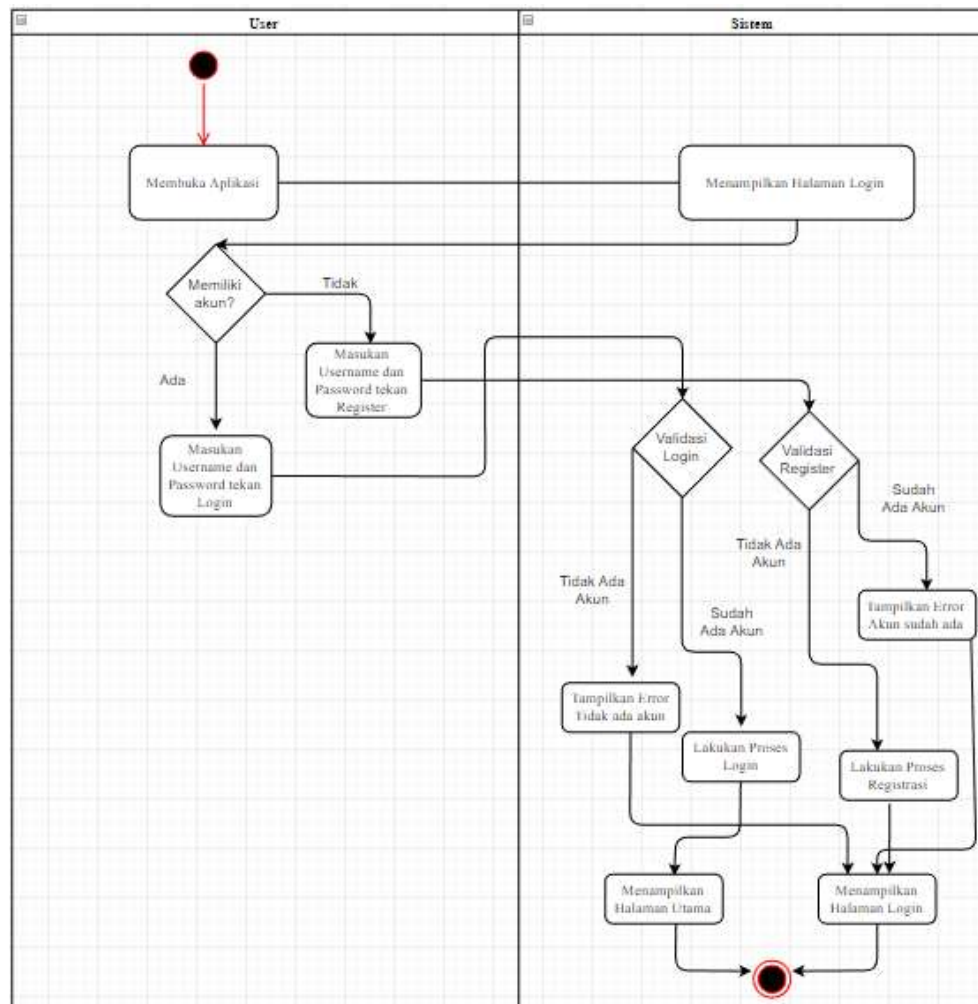 User
Sistem
Membuka Aplikasi
Menampilkan Halaman Login
Memiliki
akun?
Tidak
Masukan
Username dan
Password tekan
Register
Ada
Masukan
Username dan
Password tekan
Login
Validasi
Login
Validasi
Register
Sudah
Ada Akun
Tidak Ada
Akun
Tidak Ada
Akun
Sudah
Ada Akun
Tampilkan Error
Akun sudah ada
Tampilkan Error
Tidak ada akun
Lakukan Proses
Login
Lakukan Proses
Registrasi
Menampilkan
Halaman Utama
Menampilkan
Halaman Login